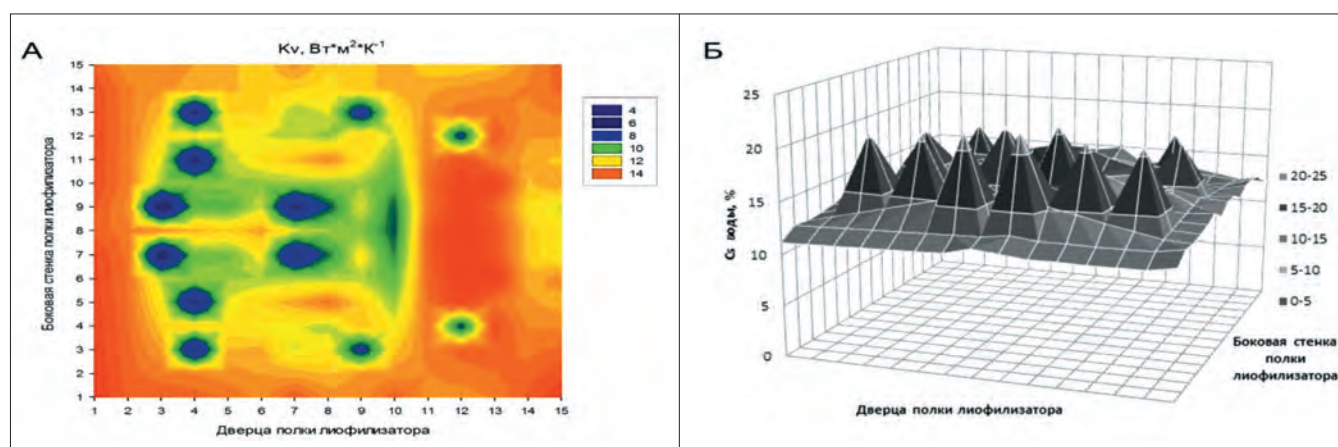 А
Kv, Вт*м²*К⁻¹
Боковая стенка полки лиофилизатора
15
14
13
12
11
10
9
8
7
6
5
4
3
2
1
1 2 3 4 5 6 7 8 9 10 11 12 13 14 15
Дверца полки лиофилизатора
4
6
8
10
12
14
Б
Cs воды, %
25
20
15
10
5
0
Дверца полки лиофилизатора
Боковая стенка
полки
лиофилизатора
20-25
15-20
10-15
5-10
0-5